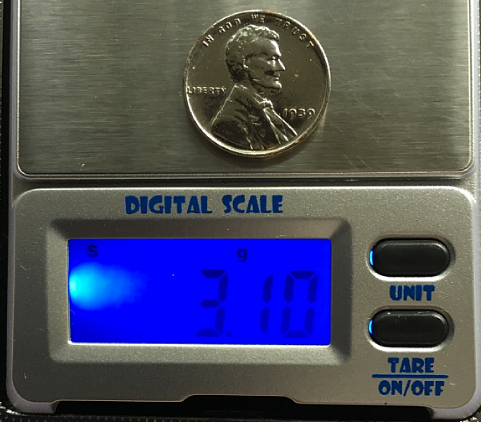 IN GOD WE TRUST
LIBERTY
1939
DIGITAL SCALE
S g
3.10
UNIT
TARE
ON/OFF